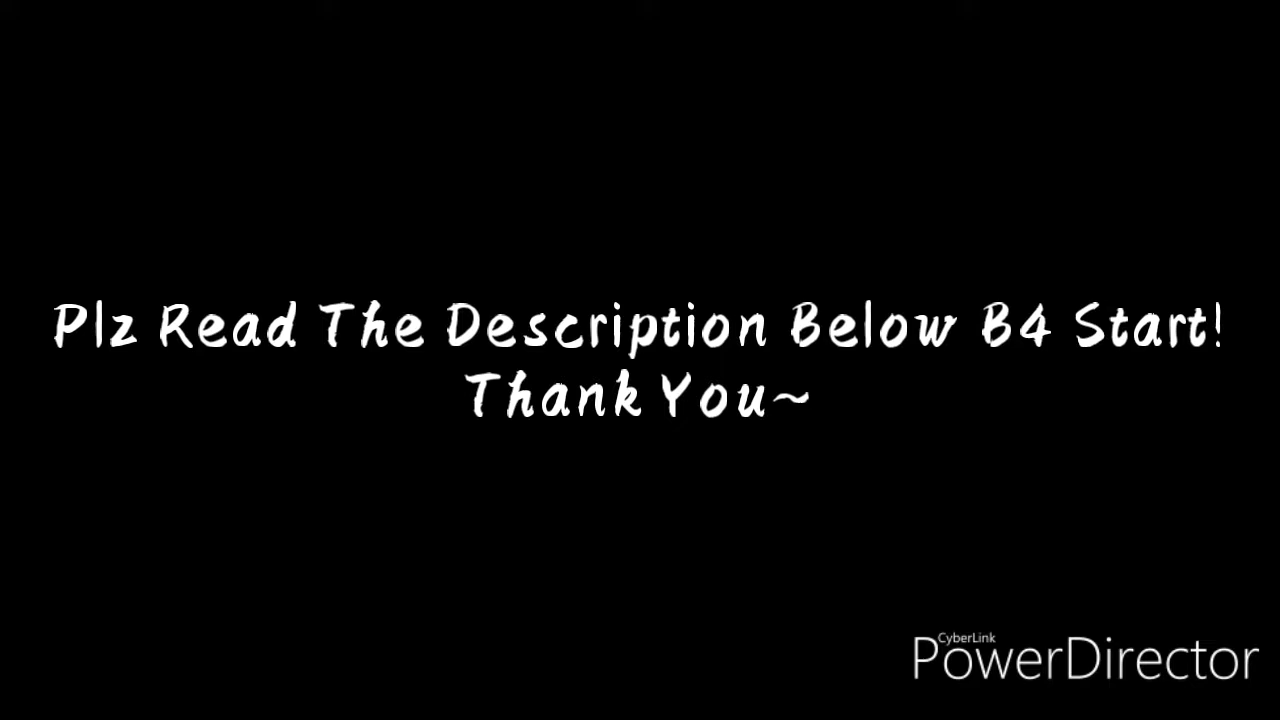 Plz Read The Description Below B4 Start!
Thank You~
CyberLink
PowerDirector